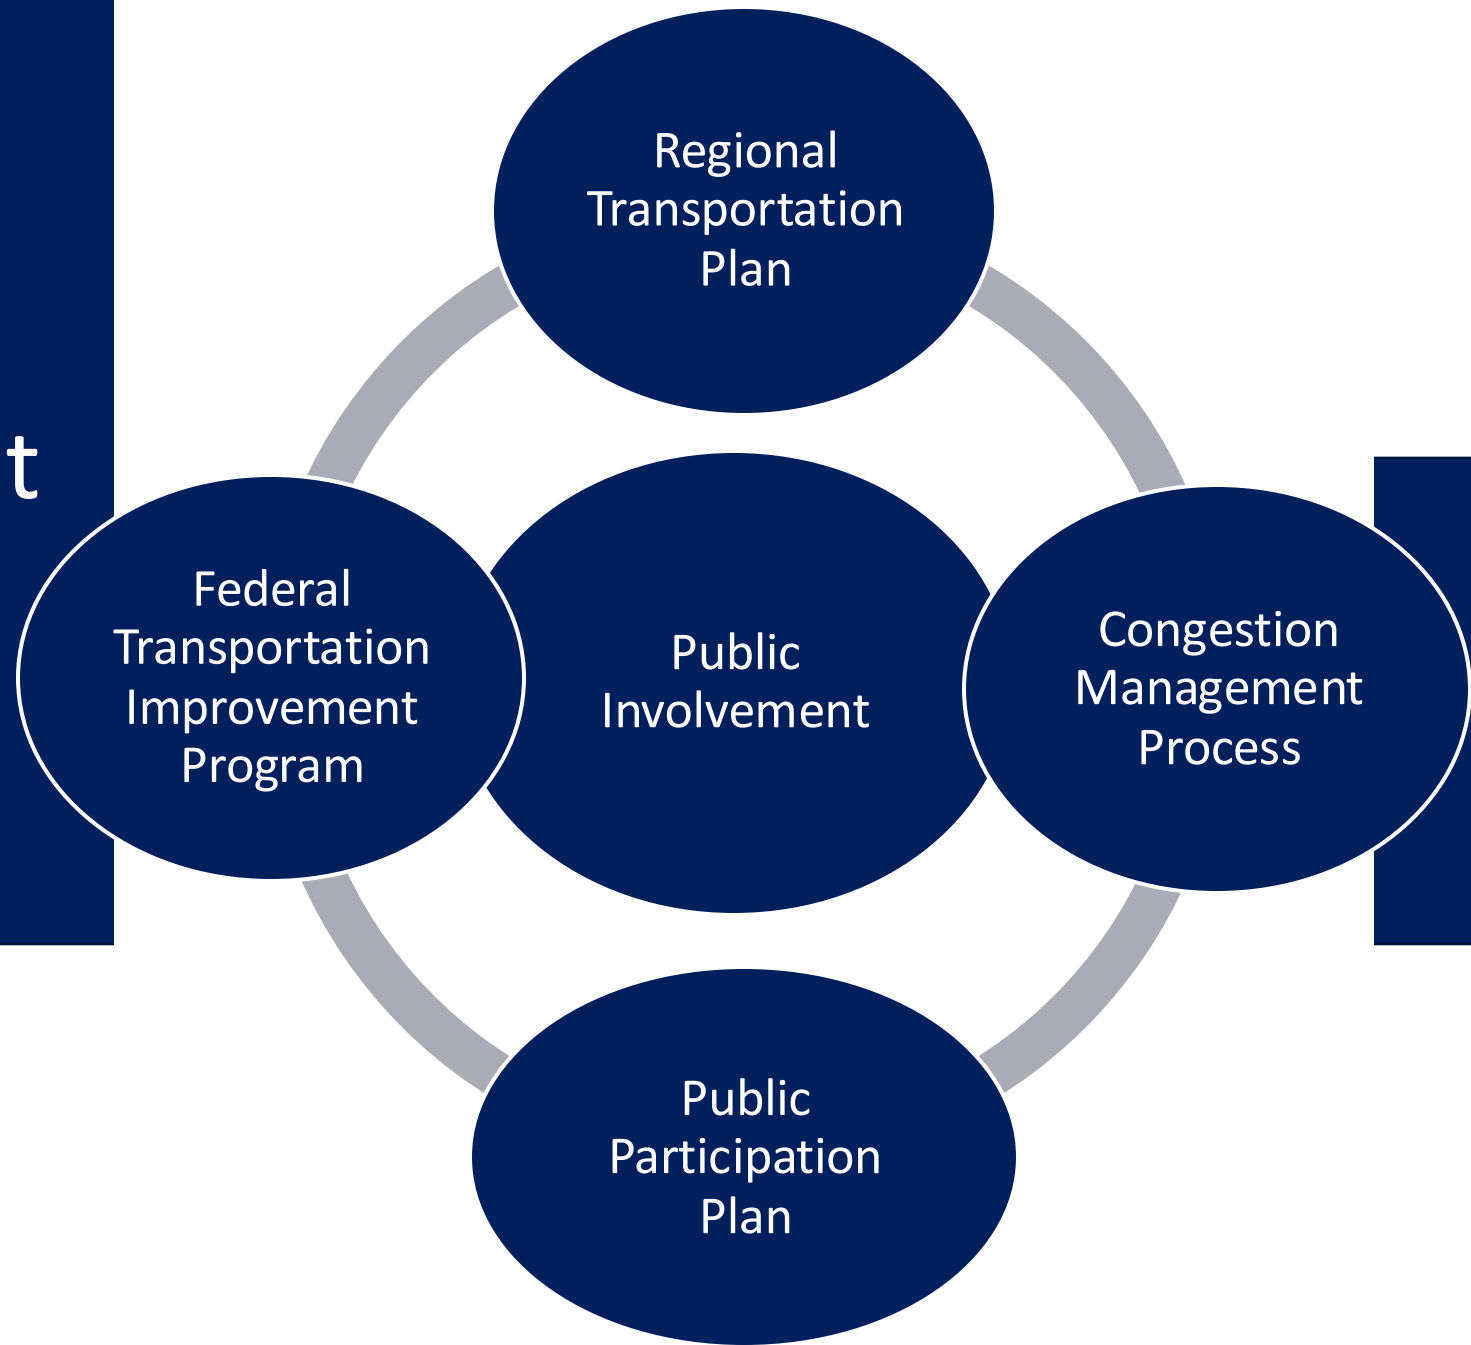 Regional
Transportation
Plan
t
Federal
Transportation
Improvement
Program
Public
Involvement
Congestion
Management
Process
Public
Participation
Plan